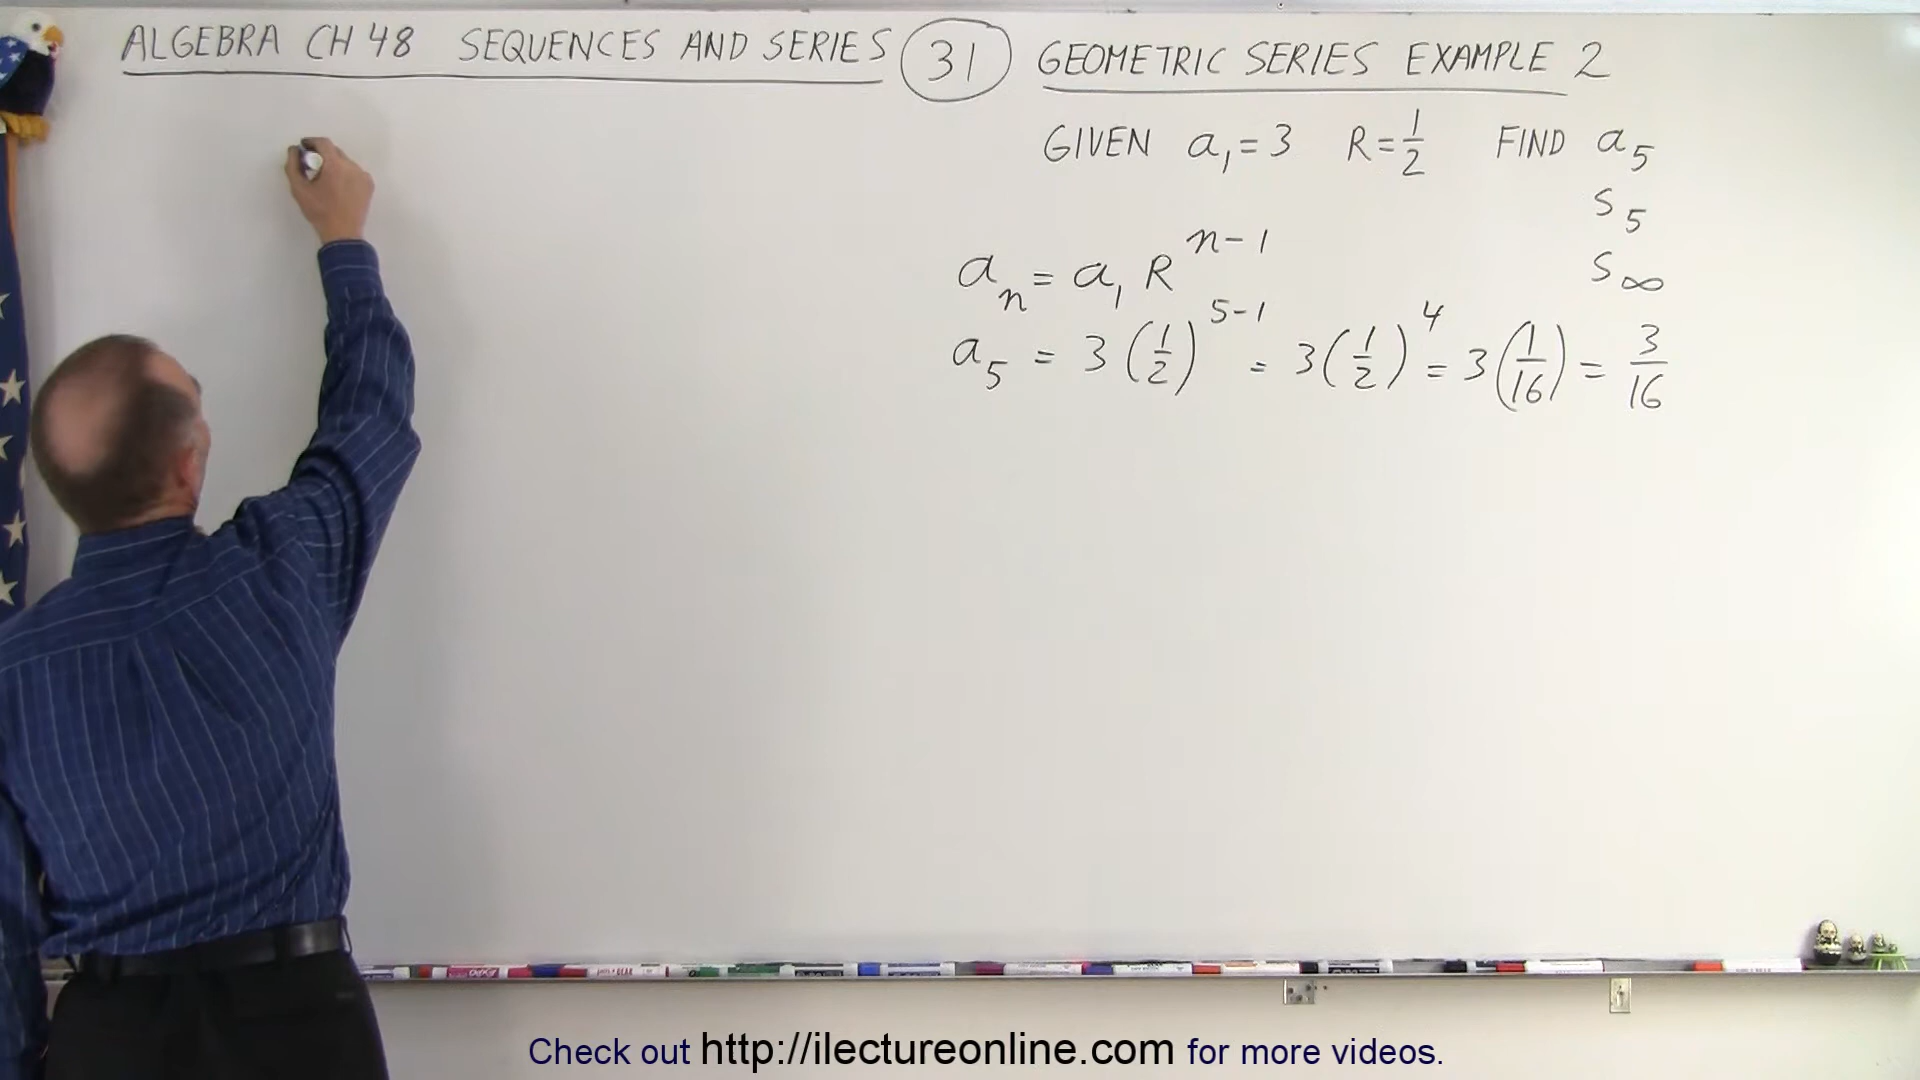 ALGEBRA CH 48 SEQUENCES AND SERIES 31 GEOMETRIC SERIES EXAMPLE 2
GIVEN a₁ = 3 R = 1/2 FIND a₅
S₅
S∞
aₙ = a₁ R^(n-1)
a₅ = 3 (1/2)^(5-1) = 3 (1/2)^4 = 3 (1/16) = 3/16
Check out http://ilectureonline.com for more videos.